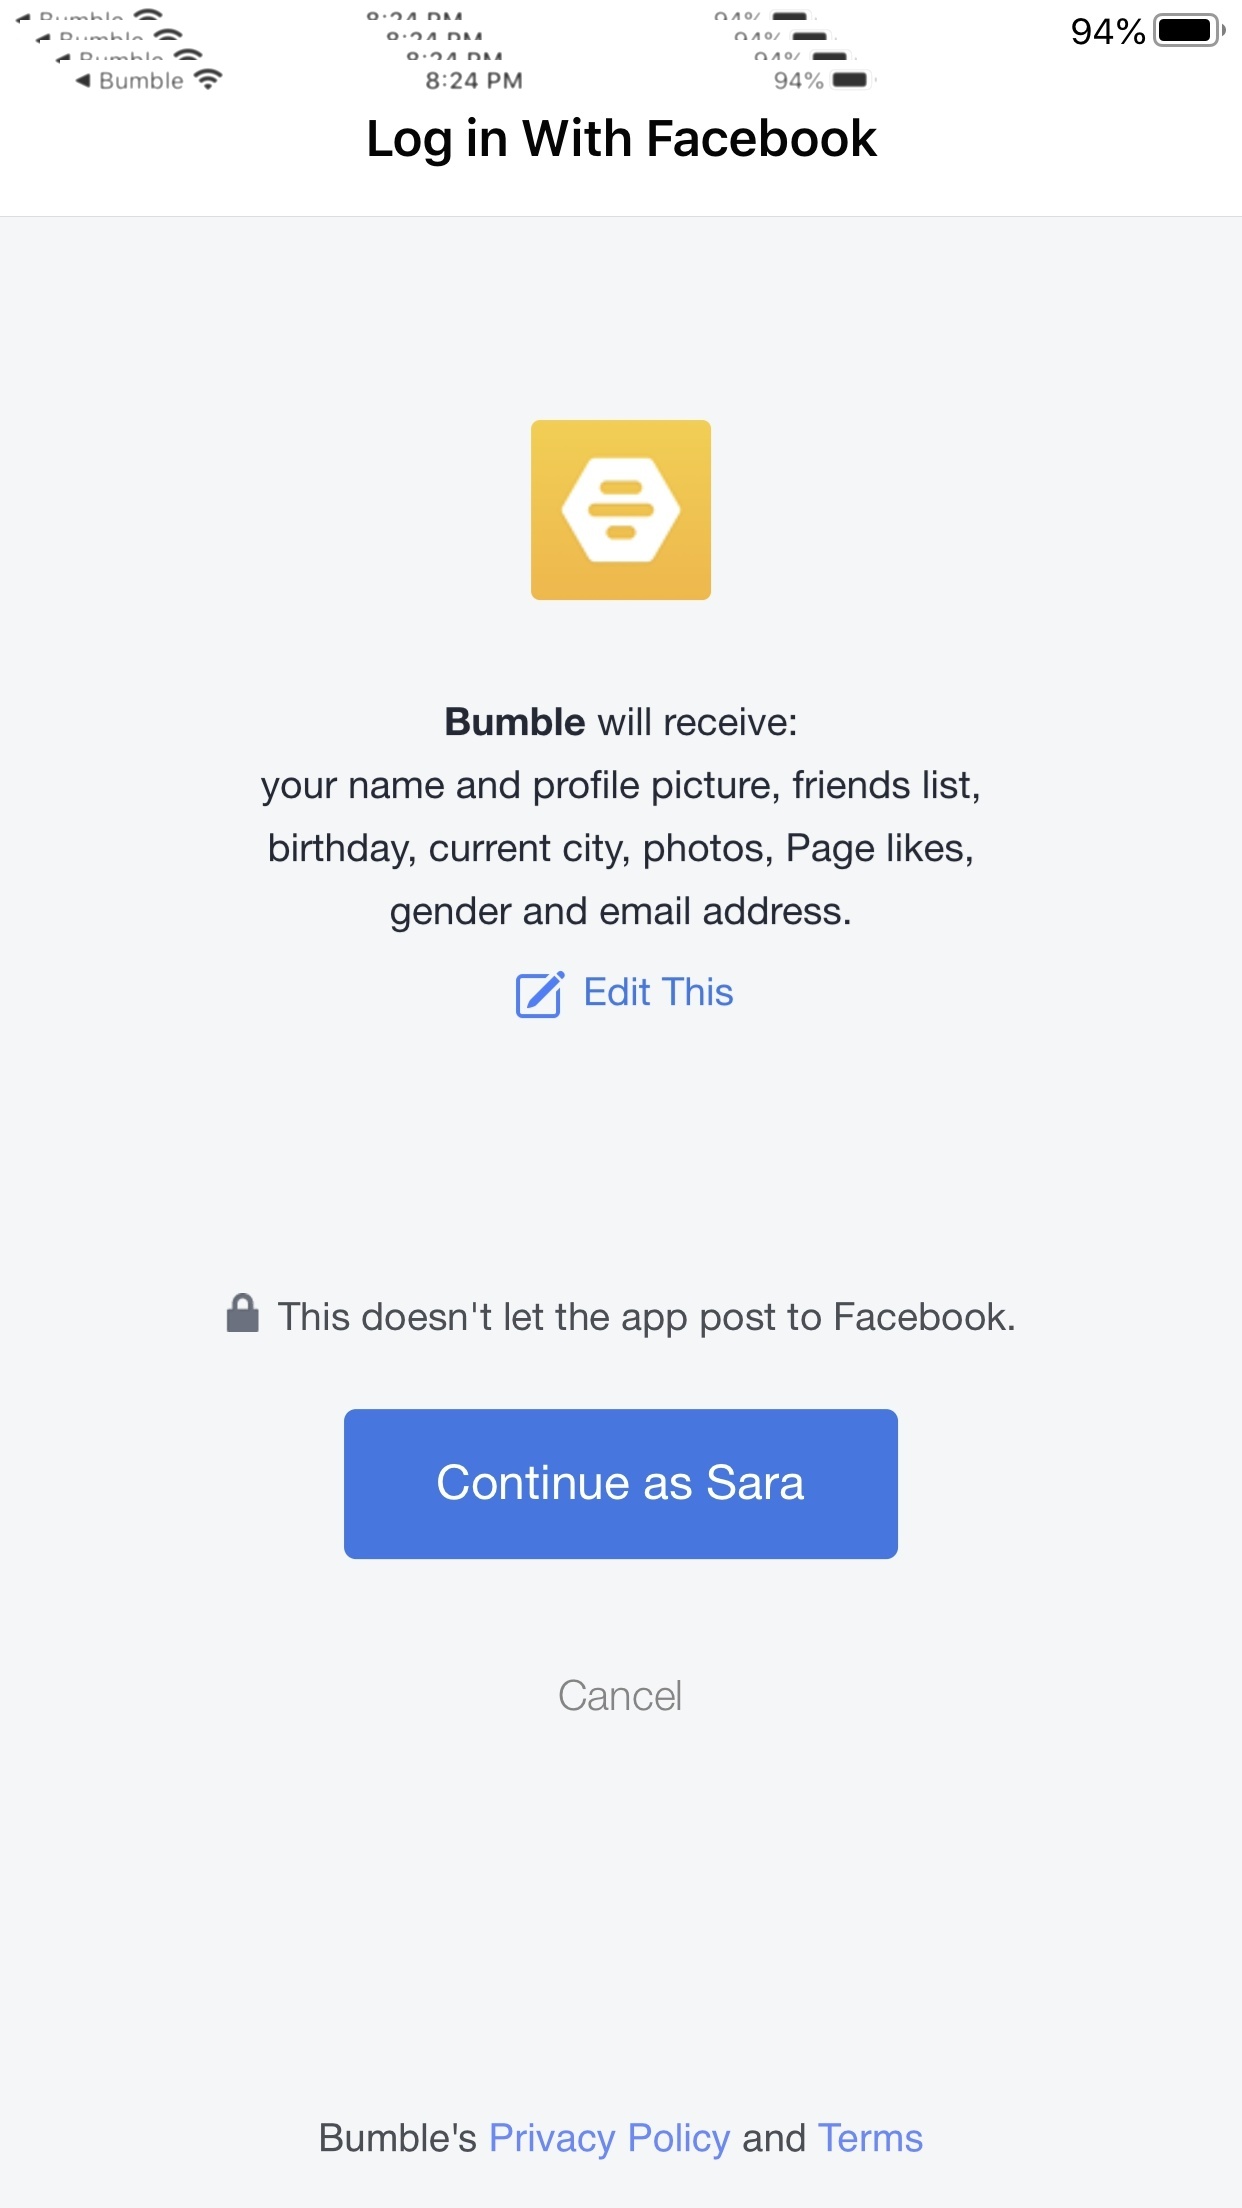 94%
◀ Bumble 8:24 PM 94%
Log in With Facebook
Bumble will receive:
your name and profile picture, friends list,
birthday, current city, photos, Page likes,
gender and email address.
Edit This
This doesn't let the app post to Facebook.
Continue as Sara
Cancel
Bumble's Privacy Policy and Terms